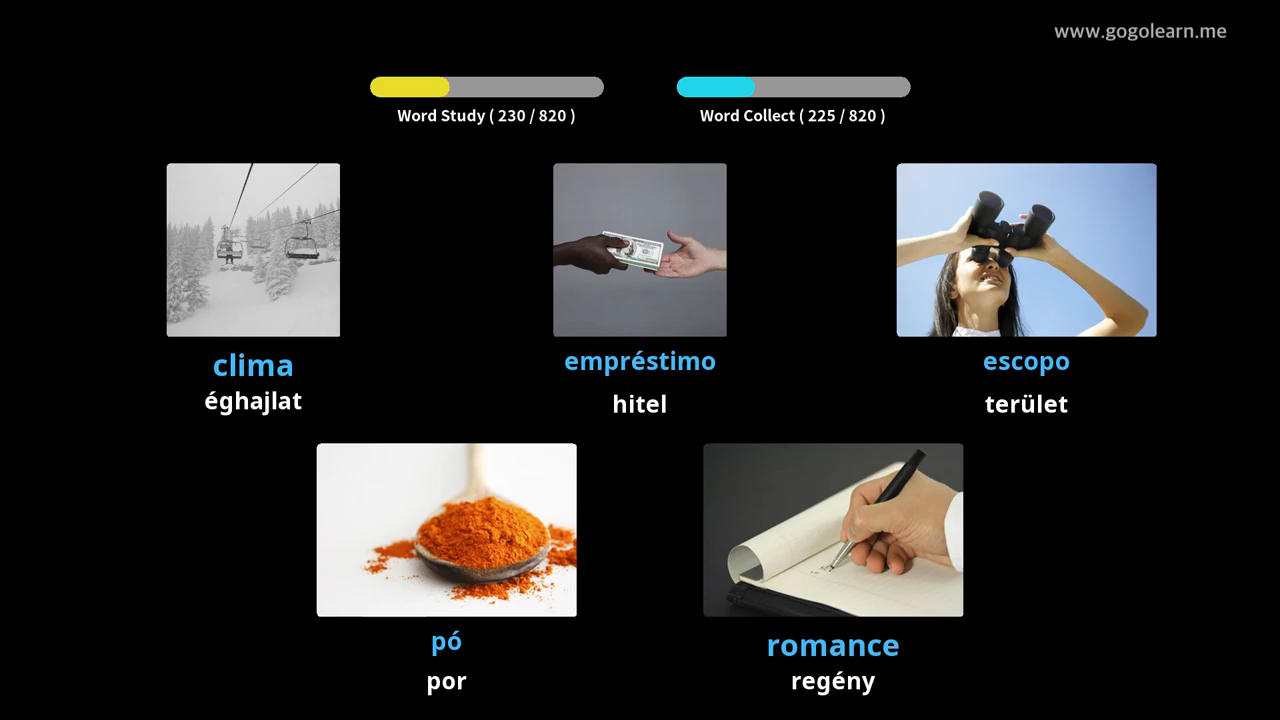 www.gogolearn.me
Word Study ( 230 / 820 )
Word Collect ( 225 / 820 )
clima
éghajlat
empréstimo
hitel
escopo
terület
pó
por
romance
regény